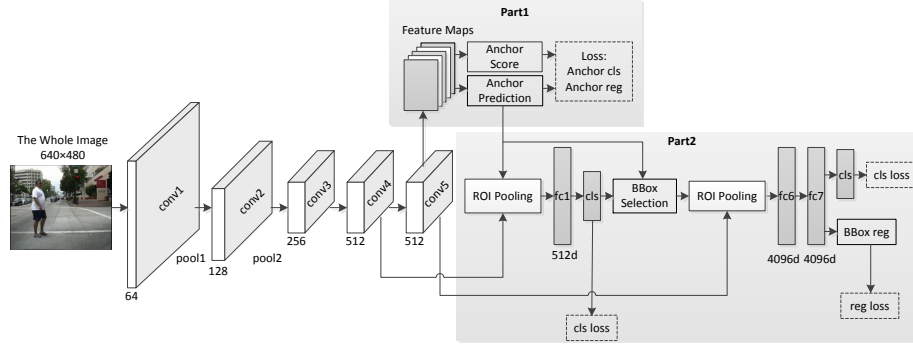 Part1
Feature Maps
Anchor
Score
Anchor
Prediction
Loss:
Anchor cls
Anchor reg
The Whole Image
640×480
conv1
conv2
conv3
conv4
conv5
64
pool1
128
pool2
256
512
512
Part2
ROI Pooling
fc1
512d
cls
cls loss
BBox
Selection
ROI Pooling
fc6
fc7
4096d
4096d
cls
cls loss
BBox reg
reg loss